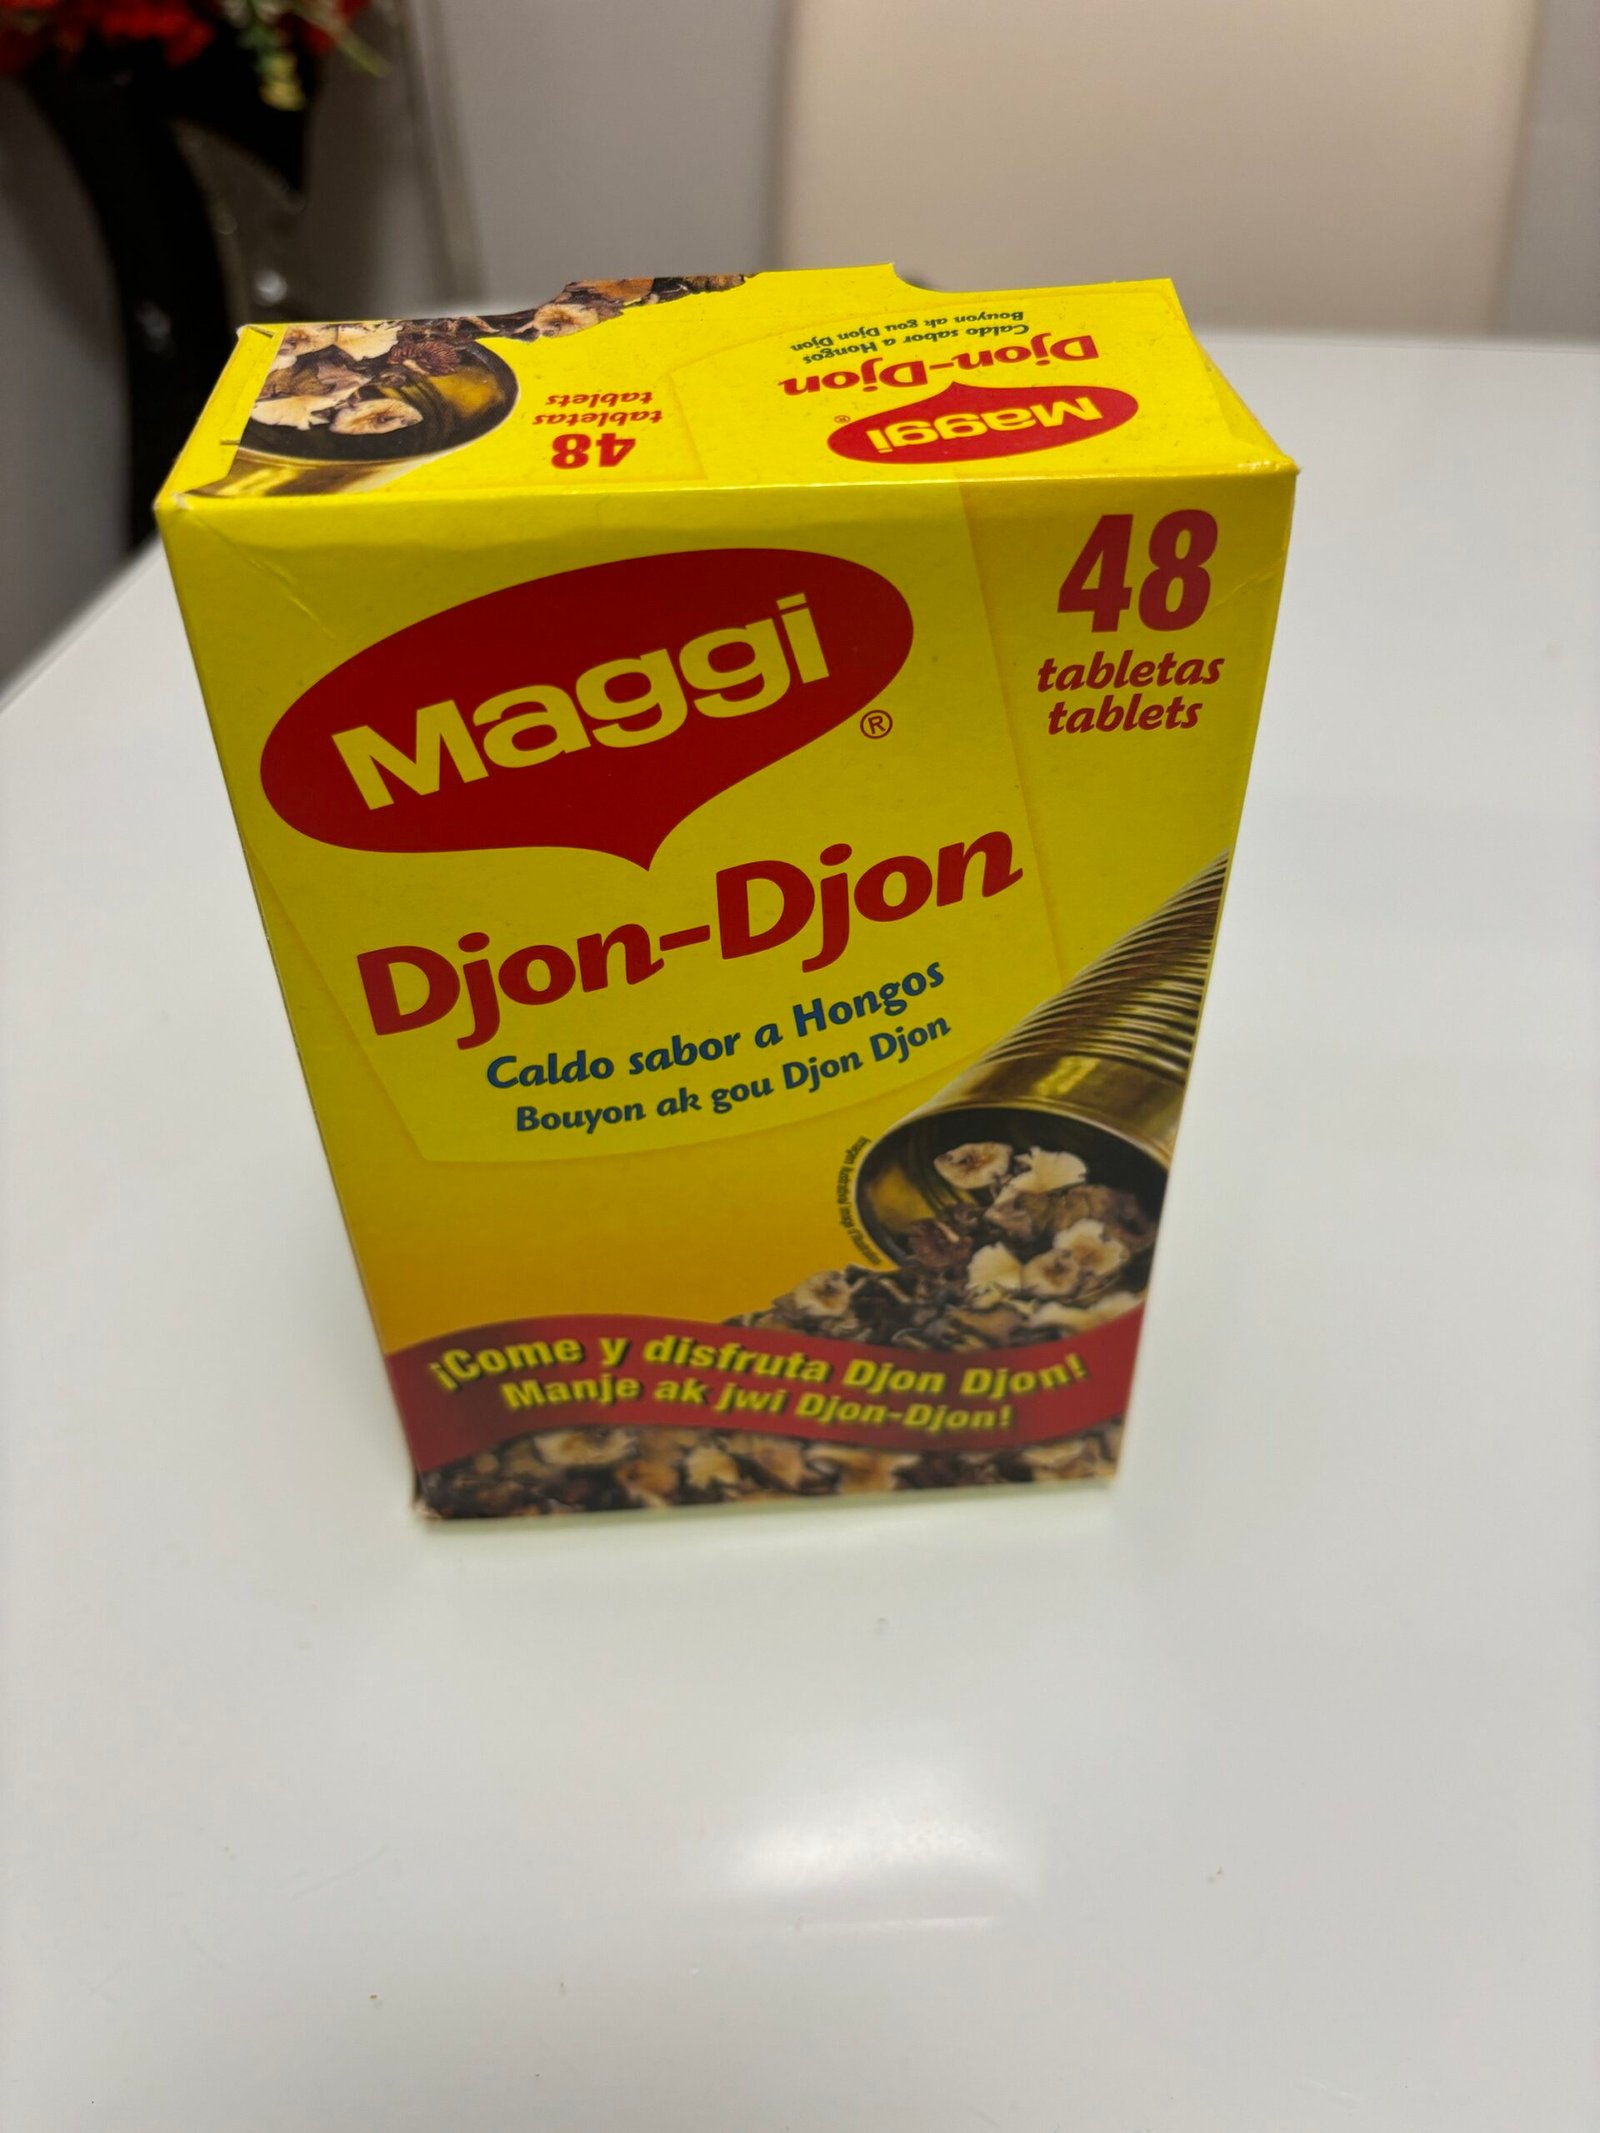 Bouyon ak gou Djon Djon
Caldo sabor a Hongos
Djon-Djon
Maggi®
tablets
tabletas
48
Maggi®
48
tabletas
tablets
Djon-Djon
Caldo sabor a Hongos
Bouyon ak gou Djon Djon
¡Come y disfruta Djon Djon!
Manje ak jwi Djon-Djon!